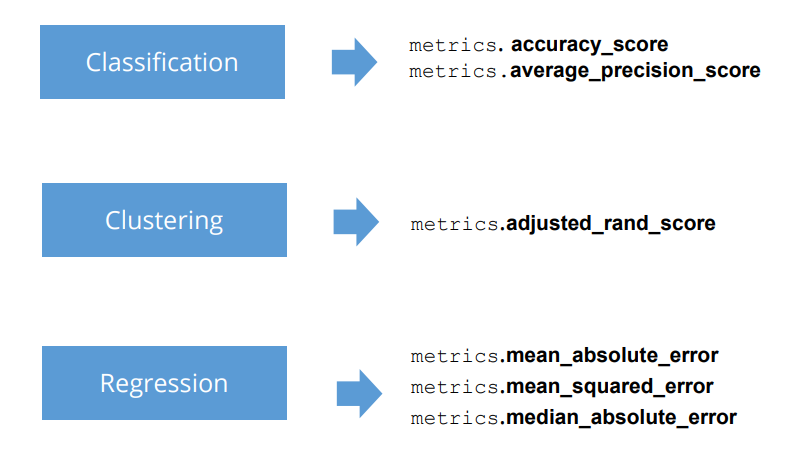 Classification
metrics. accuracy_score
metrics.average_precision_score
Clustering
metrics.adjusted_rand_score
Regression
metrics.mean_absolute_error
metrics.mean_squared_error
metrics.median_absolute_error